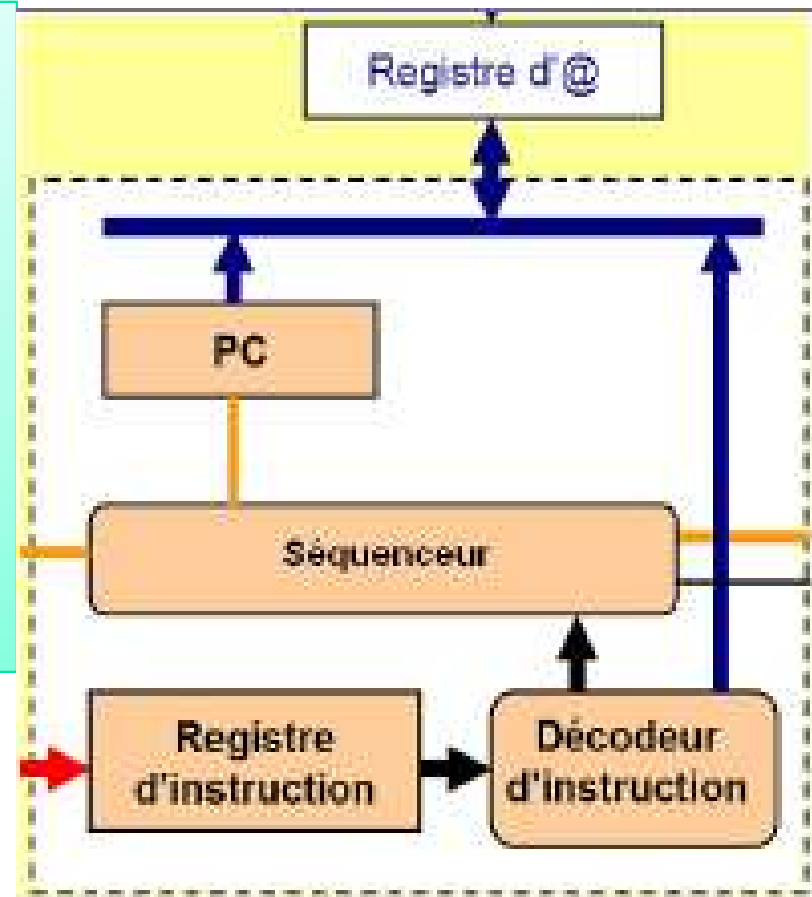 Registre d'@
PC
Séquenceur
Registre
d'instruction
Décodeur
d'instruction